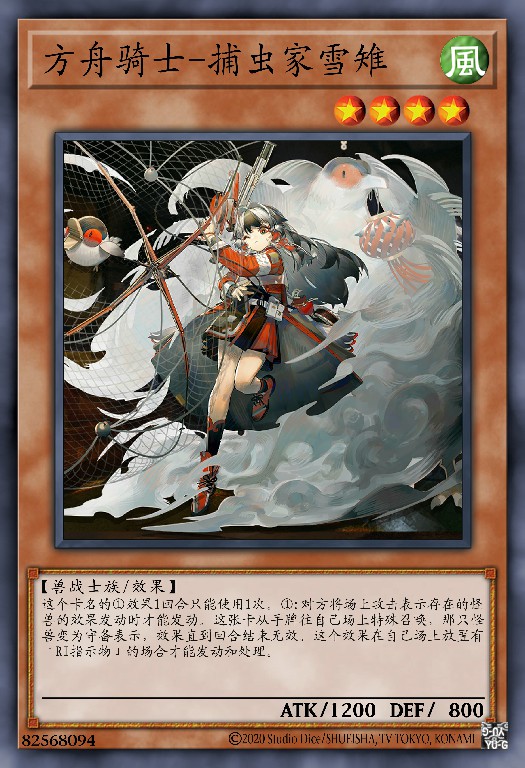 方舟骑士-捕虫家雪雉
風
【兽战士族/效果】
这个卡名的①效果1回合只能使用1次。①:对方将场上攻击表示存在的怪
兽的效果发动时才能发动。这张卡从手牌往自己场上特殊召唤，那只怪
兽变为守备表示，效果直到回合结束无效。这个效果在自己场上放置有
「RI指示物」的场合才能发动和处理。
ATK/1200 DEF/ 800
82568094
©2020 Studio Dice/SHUEISHA, TV TOKYO, KONAMI